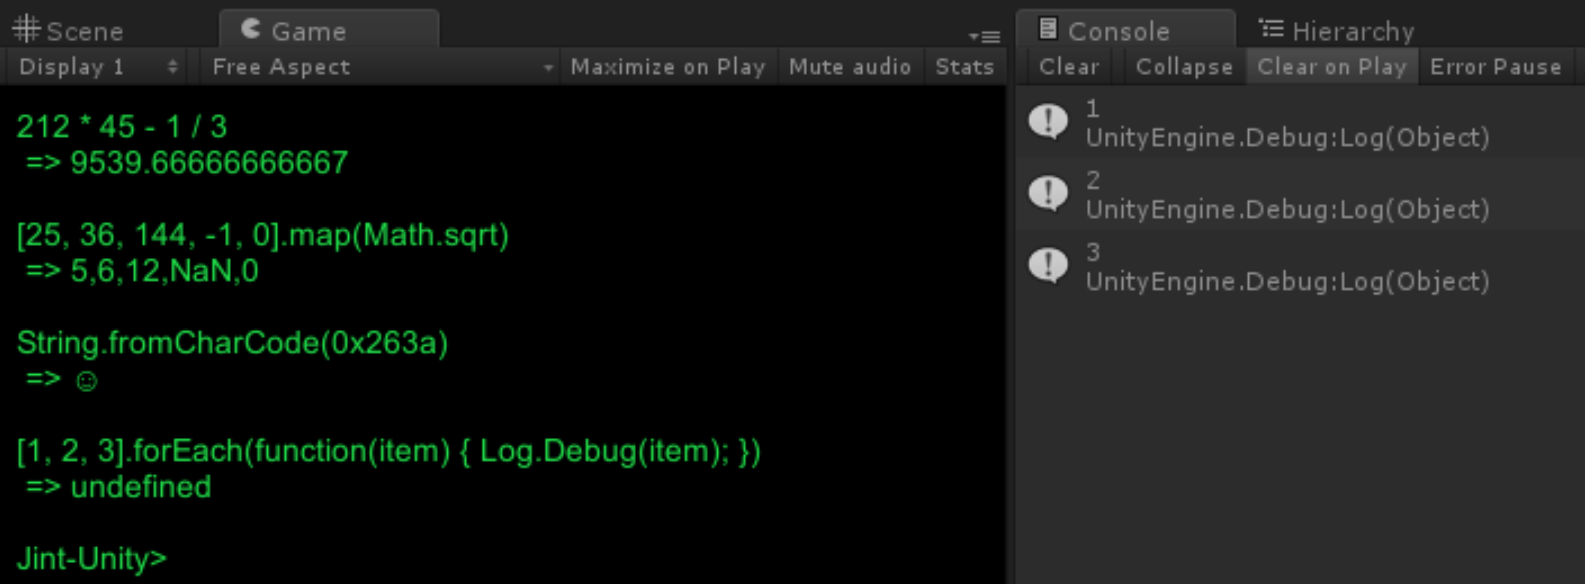 Scene
Game
Display 1
Free Aspect
Maximize on Play
Mute audio
Stats
212 * 45 - 1 / 3
=> 9539.66666666667
[25, 36, 144, -1, 0].map(Math.sqrt)
=> 5,6,12,NaN,0
String.fromCharCode(0x263a)
=> ☺
[1, 2, 3].forEach(function(item) { Log.Debug(item); })
=> undefined
Jint-Unity>
Console
Hierarchy
Clear
Collapse
Clear on Play
Error Pause
1
UnityEngine.Debug:Log(Object)
2
UnityEngine.Debug:Log(Object)
3
UnityEngine.Debug:Log(Object)